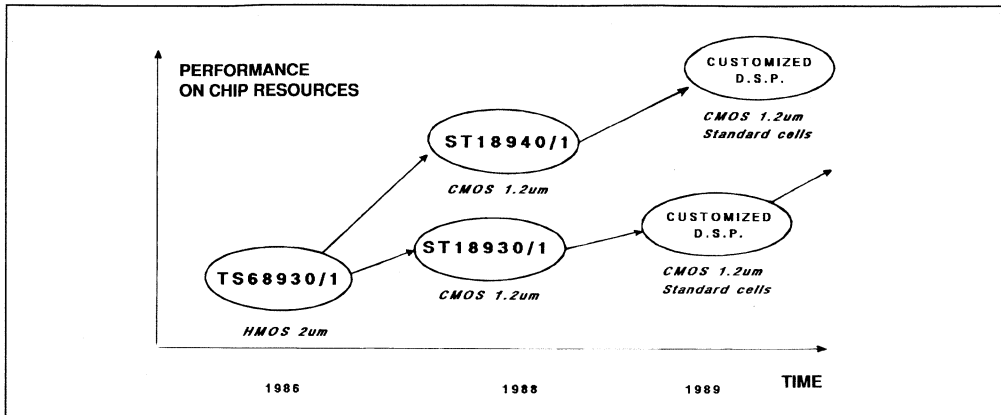 PERFORMANCE
ON CHIP RESOURCES
CUSTOMIZED
D.S.P.
CMOS 1.2um
Standard cells
ST18940/1
CMOS 1.2um
CUSTOMIZED
D.S.P.
CMOS 1.2um
Standard cells
ST18930/1
CMOS 1.2um
TS68930/1
HMOS 2um
1986
1988
1989
TIME